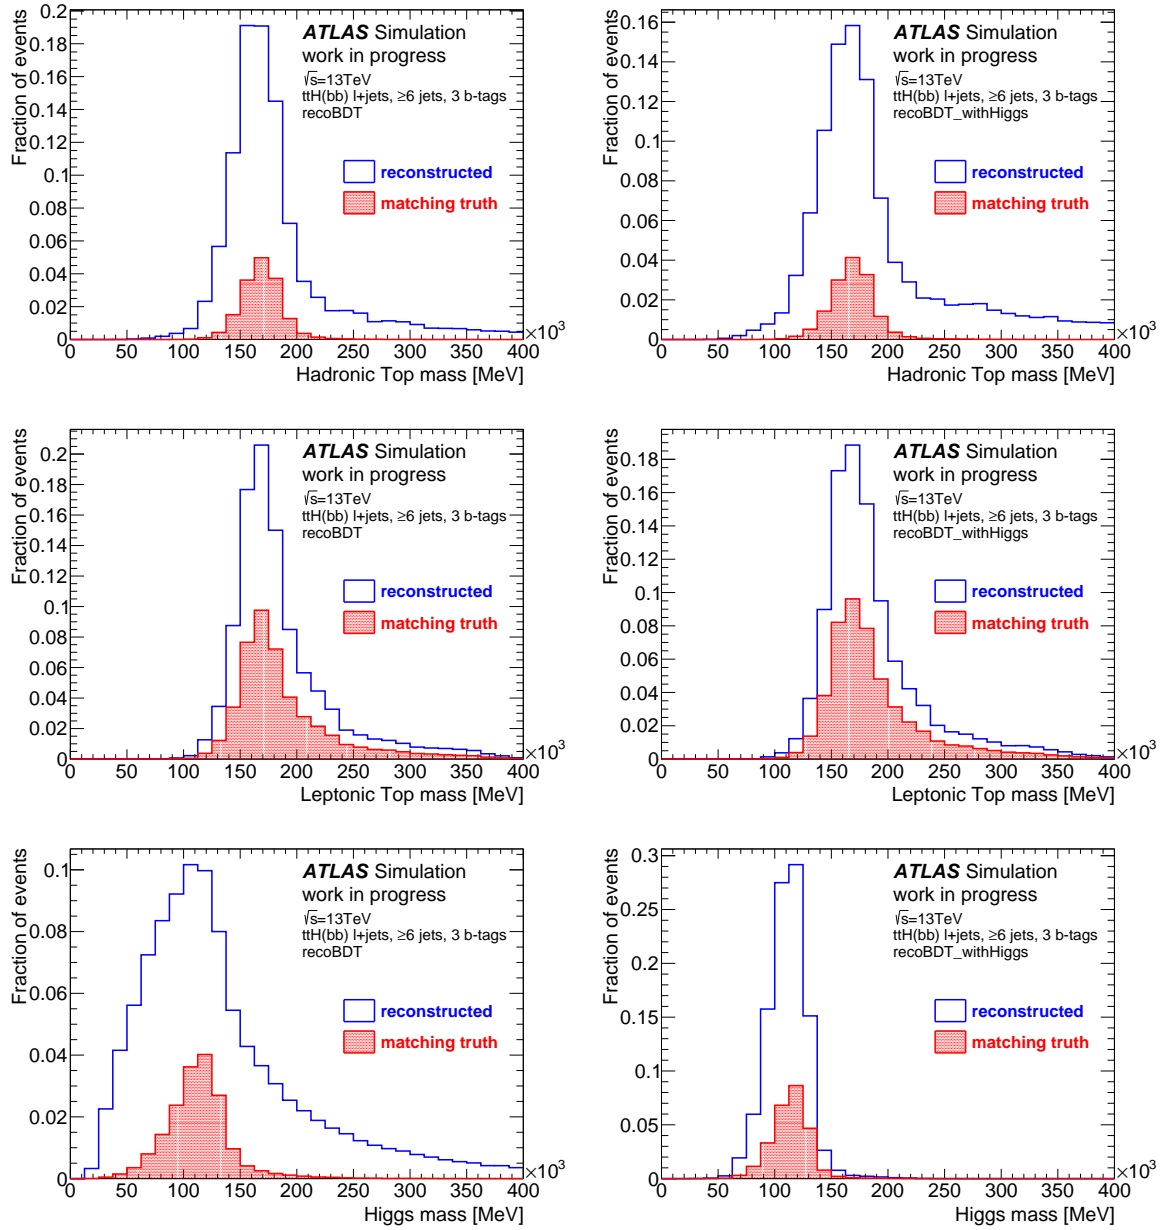 Fraction of events
0.2
0.18
0.16
0.14
0.12
0.1
0.08
0.06
0.04
0.02
0
ATLAS Simulation
work in progress
√s=13TeV
ttH(bb) l+jets, ≥6 jets, 3 b-tags
recoBDT
reconstructed
matching truth
0 50 100 150 200 250 300 350 400
×10³
Hadronic Top mass [MeV]
Fraction of events
0.16
0.14
0.12
0.1
0.08
0.06
0.04
0.02
0
ATLAS Simulation
work in progress
√s=13TeV
ttH(bb) l+jets, ≥6 jets, 3 b-tags
recoBDT_withHiggs
reconstructed
matching truth
0 50 100 150 200 250 300 350 400
×10³
Hadronic Top mass [MeV]
Fraction of events
0.2
0.18
0.16
0.14
0.12
0.1
0.08
0.06
0.04
0.02
0
ATLAS Simulation
work in progress
√s=13TeV
ttH(bb) l+jets, ≥6 jets, 3 b-tags
recoBDT
reconstructed
matching truth
0 50 100 150 200 250 300 350 400
×10³
Leptonic Top mass [MeV]
Fraction of events
0.18
0.16
0.14
0.12
0.1
0.08
0.06
0.04
0.02
0
ATLAS Simulation
work in progress
√s=13TeV
ttH(bb) l+jets, ≥6 jets, 3 b-tags
recoBDT_withHiggs
reconstructed
matching truth
0 50 100 150 200 250 300 350 400
×10³
Leptonic Top mass [MeV]
Fraction of events
0.1
0.08
0.06
0.04
0.02
0
ATLAS Simulation
work in progress
√s=13TeV
ttH(bb) l+jets, ≥6 jets, 3 b-tags
recoBDT
reconstructed
matching truth
0 50 100 150 200 250 300 350 400
×10³
Higgs mass [MeV]
Fraction of events
0.3
0.25
0.2
0.15
0.1
0.05
0
ATLAS Simulation
work in progress
√s=13TeV
ttH(bb) l+jets, ≥6 jets, 3 b-tags
recoBDT_withHiggs
reconstructed
matching truth
0 50 100 150 200 250 300 350 400
×10³
Higgs mass [MeV]